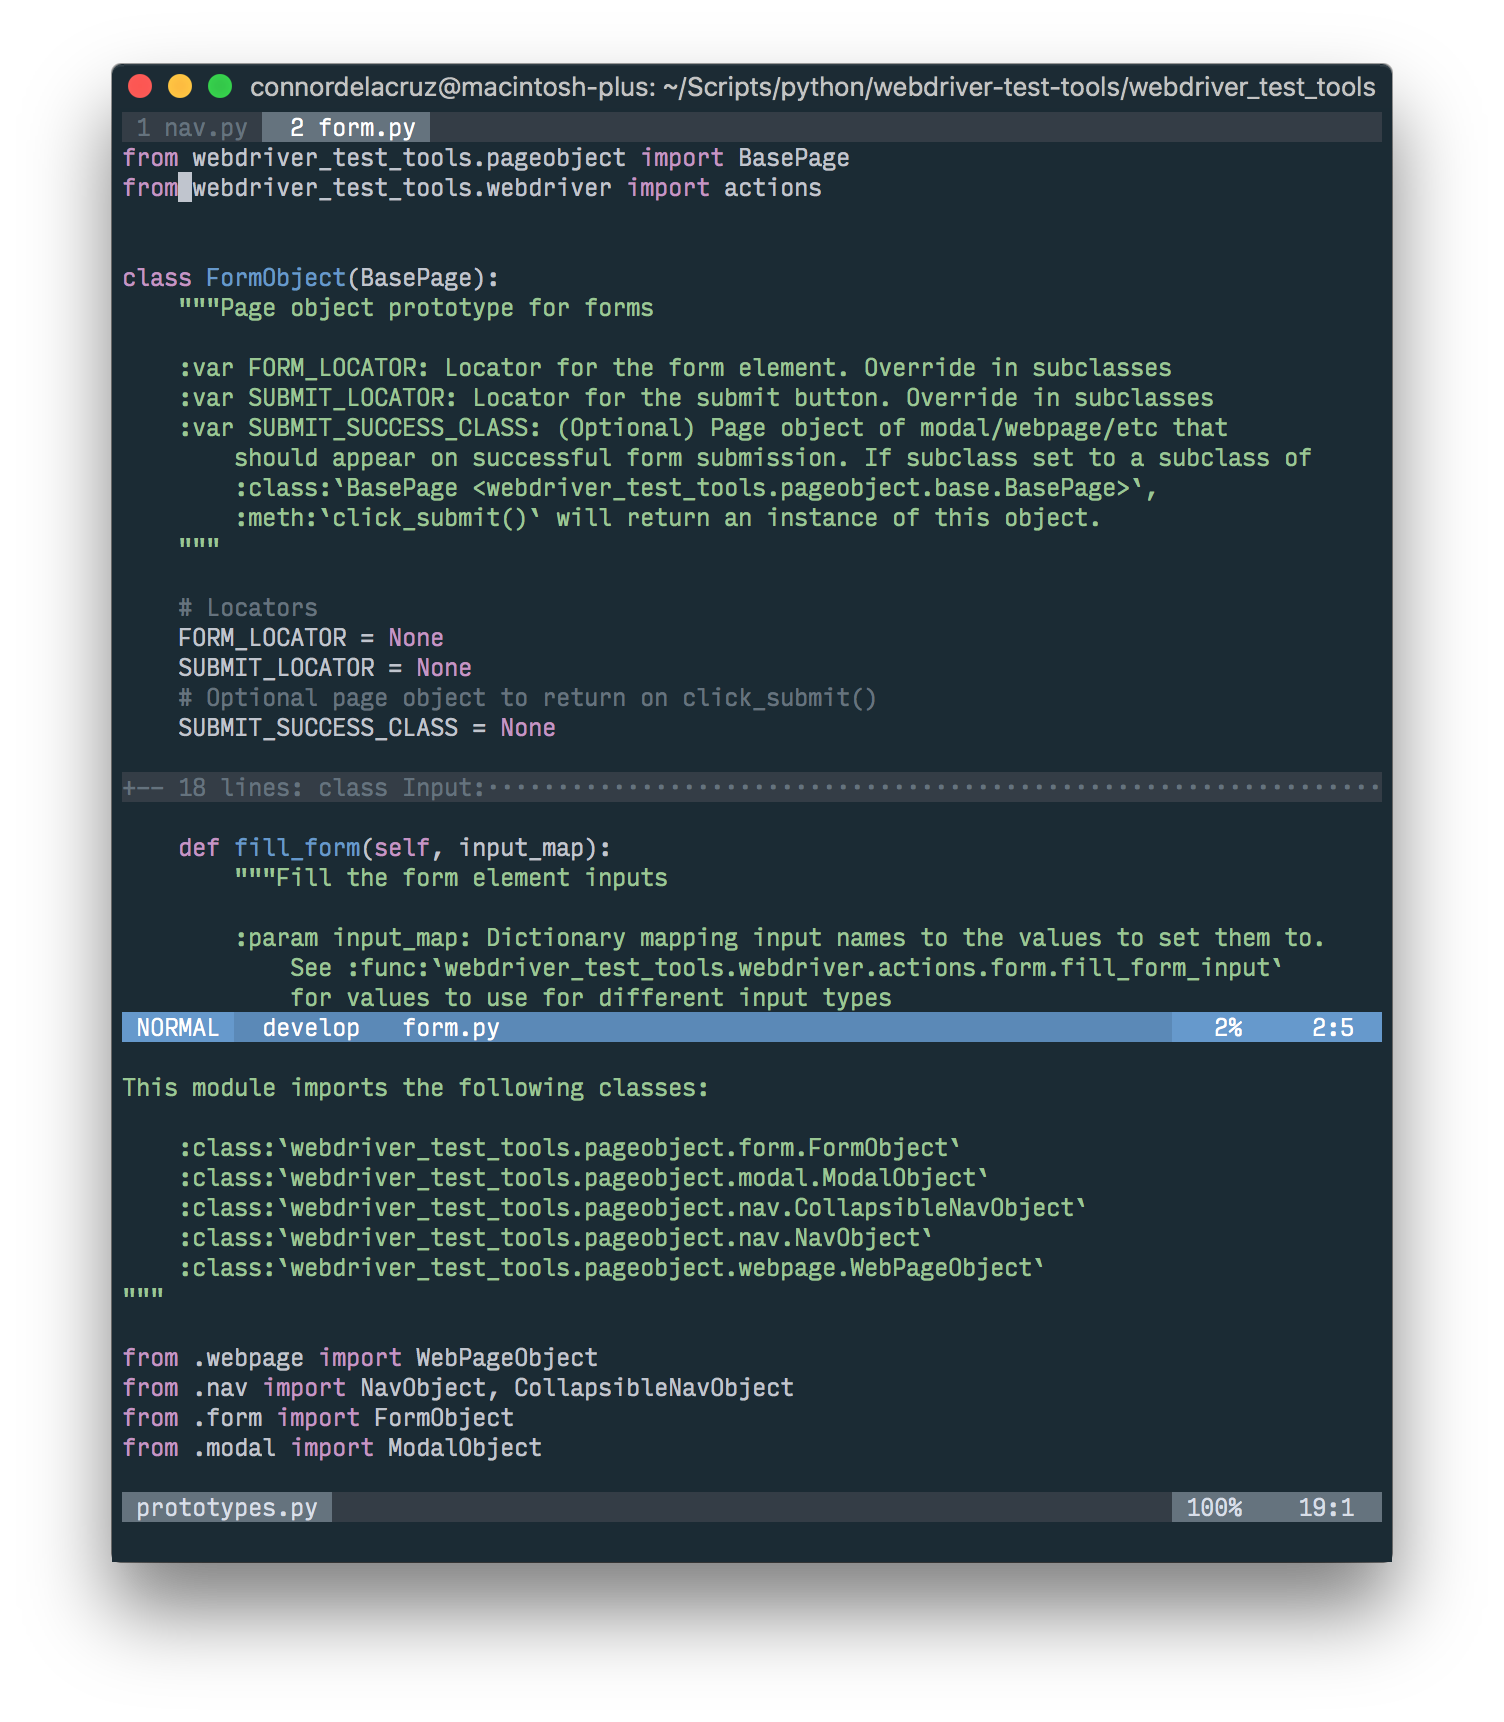 connordelacruz@macintosh-plus: ~/Scripts/python/webdriver-test-tools/webdriver_test_tools
1 nav.py   2 form.py
from webdriver_test_tools.pageobject import BasePage
from webdriver_test_tools.webdriver import actions
class FormObject(BasePage):
    """Page object prototype for forms
    :var FORM_LOCATOR: Locator for the form element. Override in subclasses
    :var SUBMIT_LOCATOR: Locator for the submit button. Override in subclasses
    :var SUBMIT_SUCCESS_CLASS: (Optional) Page object of modal/webpage/etc that
        should appear on successful form submission. If subclass set to a subclass of
        :class:`BasePage <webdriver_test_tools.pageobject.base.BasePage>`,
        :meth:`click_submit()` will return an instance of this object.
    """
    # Locators
    FORM_LOCATOR = None
    SUBMIT_LOCATOR = None
    # Optional page object to return on click_submit()
    SUBMIT_SUCCESS_CLASS = None
+-- 18 lines: class Input:································································
    def fill_form(self, input_map):
        """Fill the form element inputs
        :param input_map: Dictionary mapping input names to the values to set them to.
            See :func:`webdriver_test_tools.webdriver.actions.form.fill_form_input`
            for values to use for different input types
NORMAL   develop   form.py   2%   2:5
This module imports the following classes:
    :class:`webdriver_test_tools.pageobject.form.FormObject`
    :class:`webdriver_test_tools.pageobject.modal.ModalObject`
    :class:`webdriver_test_tools.pageobject.nav.CollapsibleNavObject`
    :class:`webdriver_test_tools.pageobject.nav.NavObject`
    :class:`webdriver_test_tools.pageobject.webpage.WebPageObject`
"""
from .webpage import WebPageObject
from .nav import NavObject, CollapsibleNavObject
from .form import FormObject
from .modal import ModalObject
prototypes.py   100%   19:1